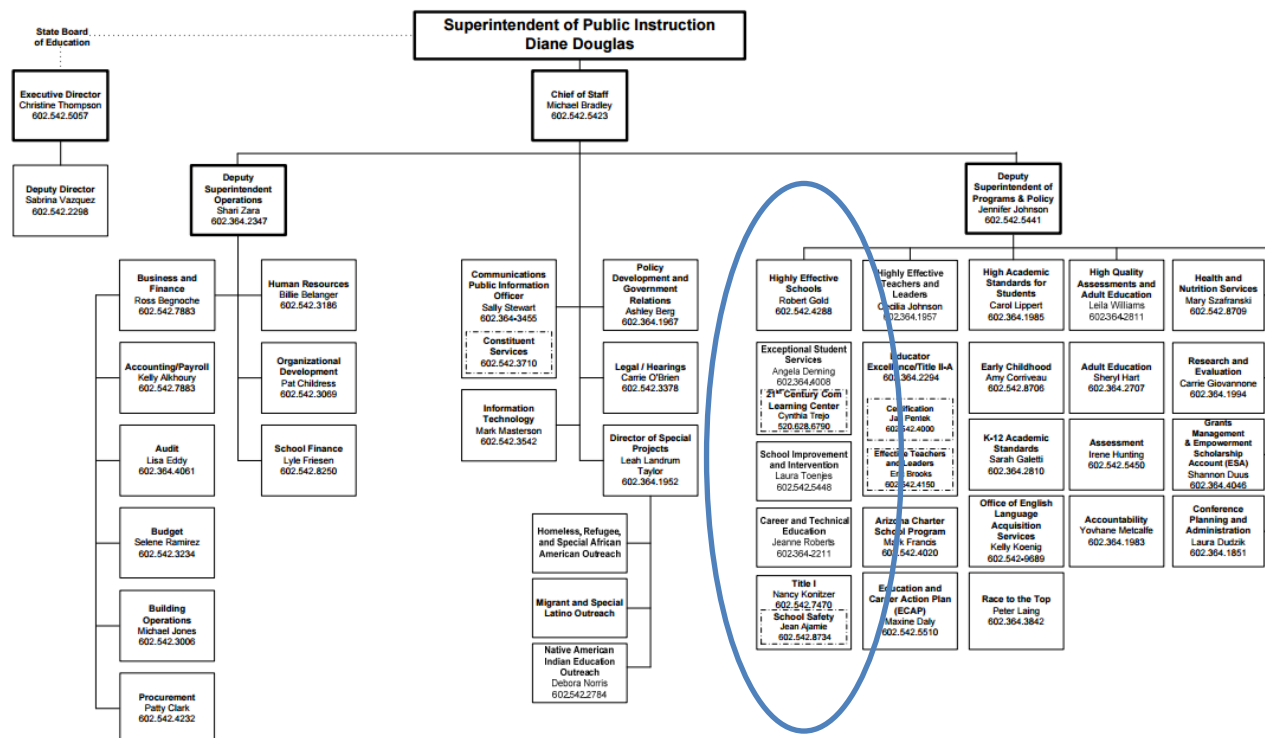 Superintendent of Public Instruction
Diane Douglas
State Board
of Education
Executive Director
Christine Thompson
602.542.5057
Chief of Staff
Michael Bradley
602.542.5423
Deputy Director
Sabrina Vazquez
602.542.2298
Deputy
Superintendent
Operations
Shari Zara
602.364.2347
Deputy
Superintendent of
Programs & Policy
Jennifer Johnson
602.542.5441
Business and
Finance
Ross Begnoche
602.542.7883
Accounting/Payroll
Kelly Alkhoury
602.542.7883
Audit
Lisa Eddy
602.364.4061
Budget
Selene Ramirez
602.542.3234
Building
Operations
Michael Jones
602.542.3006
Procurement
Patty Clark
602.542.4232
Human Resources
Billie Belanger
602.542.3186
Organizational
Development
Pat Childress
602.542.3069
School Finance
Lyle Friesen
602.542.8250
Communications
Public Information
Officer
Sally Stewart
602.364-3455
Constituent
Services
602.542.3710
Information
Technology
Mark Masterson
602.542.3542
Policy
Development and
Government
Relations
Ashley Berg
602.364.1967
Legal / Hearings
Carrie O'Brien
602.542.3378
Director of Special
Projects
Leah Landrum
Taylor
602.364.1952
Homeless, Refugee,
and Special African
American Outreach
Migrant and Special
Latino Outreach
Native American
Indian Education
Outreach
Debora Norris
602.542.2784
Highly Effective
Schools
Robert Gold
602.542.4288
Exceptional Student
Services
Angela Denning
602.364.4008
21st Century Com
Learning Center
Cynthia Trejo
520.628.6790
School Improvement
and Intervention
Laura Toenjes
602.542.5448
Career and Technical
Education
Jeanne Roberts
602.364-2211
Title I
Nancy Konitzer
602.542.7470
School Safety
Jean Ajamie
602.542.8734
Highly Effective
Teachers and
Leaders
Cecilia Johnson
602.364.1957
Educator
Excellence/Title II-A
602.364.2294
Certification
Jan Pentek
602.542.4000
Effective Teachers
and Leaders
Eric Brooks
602.542.4150
Arizona Charter
School Program
Mark Francis
602.542.4020
Education and
Career Action Plan
(ECAP)
Maxine Daly
602.542.5510
High Academic
Standards for
Students
Carol Lippert
602.364.1985
Early Childhood
Amy Corriveau
602.542.8706
K-12 Academic
Standards
Sarah Galetti
602.364.2810
Office of English
Language
Acquisition
Services
Kelly Koenig
602.542-9689
Race to the Top
Peter Laing
602.364.3842
High Quality
Assessments and
Adult Education
Leila Williams
602.364-2811
Adult Education
Sheryl Hart
602.364.2707
Assessment
Irene Hunting
602.542.5450
Accountability
Yovhane Metcalfe
602.364.1983
Health and
Nutrition Services
Mary Szafranski
602.542.8709
Research and
Evaluation
Carrie Giovannone
602.364.1994
Grants
Management
& Empowerment
Scholarship
Account (ESA)
Shannon Duus
602.364.4046
Conference
Planning and
Administration
Laura Dudzik
602.364.1851